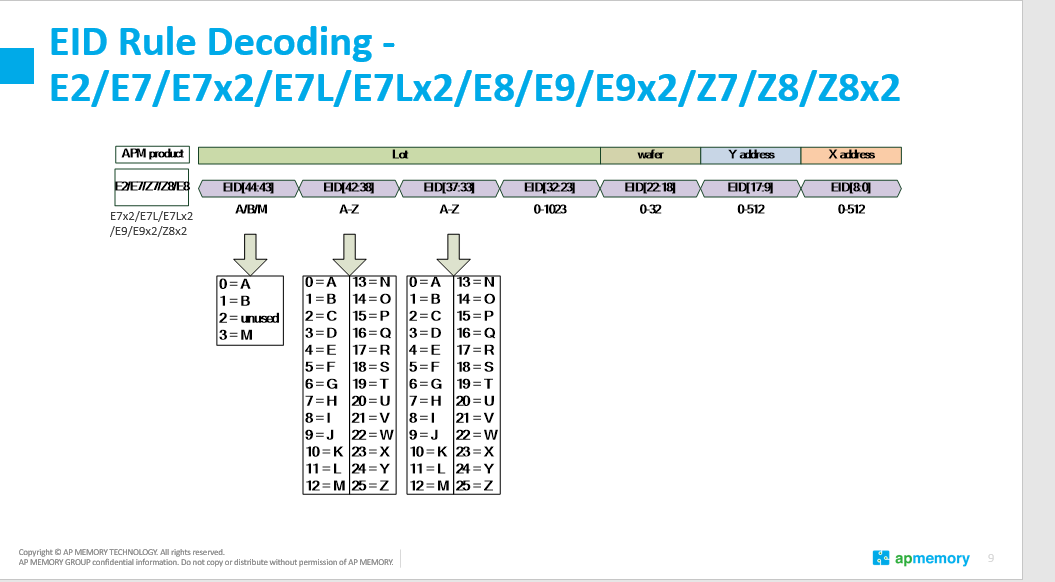 EID Rule Decoding -
E2/E7/E7x2/E7L/E7Lx2/E8/E9/E9x2/Z7/Z8/Z8x2
APM product Lot wafer Y address X address
E2/E7/Z7/Z8/E8 EID[44:43] EID[42:38] EID[37:33] EID[32:23] EID[22:18] EID[17:9] EID[8:0]
A/B/M A-Z A-Z 0-1023 0-32 0-512 0-512
E7x2/E7L/E7Lx2
/E9/E9x2/Z8x2
0 = A
1 = B
2 = unused
3 = M
0 = A 13 = N
1 = B 14 = O
2 = C 15 = P
3 = D 16 = Q
4 = E 17 = R
5 = F 18 = S
6 = G 19 = T
7 = H 20 = U
8 = I 21 = V
9 = J 22 = W
10 = K 23 = X
11 = L 24 = Y
12 = M 25 = Z
0 = A 13 = N
1 = B 14 = O
2 = C 15 = P
3 = D 16 = Q
4 = E 17 = R
5 = F 18 = S
6 = G 19 = T
7 = H 20 = U
8 = I 21 = V
9 = J 22 = W
10 = K 23 = X
11 = L 24 = Y
12 = M 25 = Z
Copyright © AP MEMORY TECHNOLOGY. All rights reserved.
AP MEMORY GROUP confidential information. Do not copy or distribute without permission of AP MEMORY.
apmemory
9